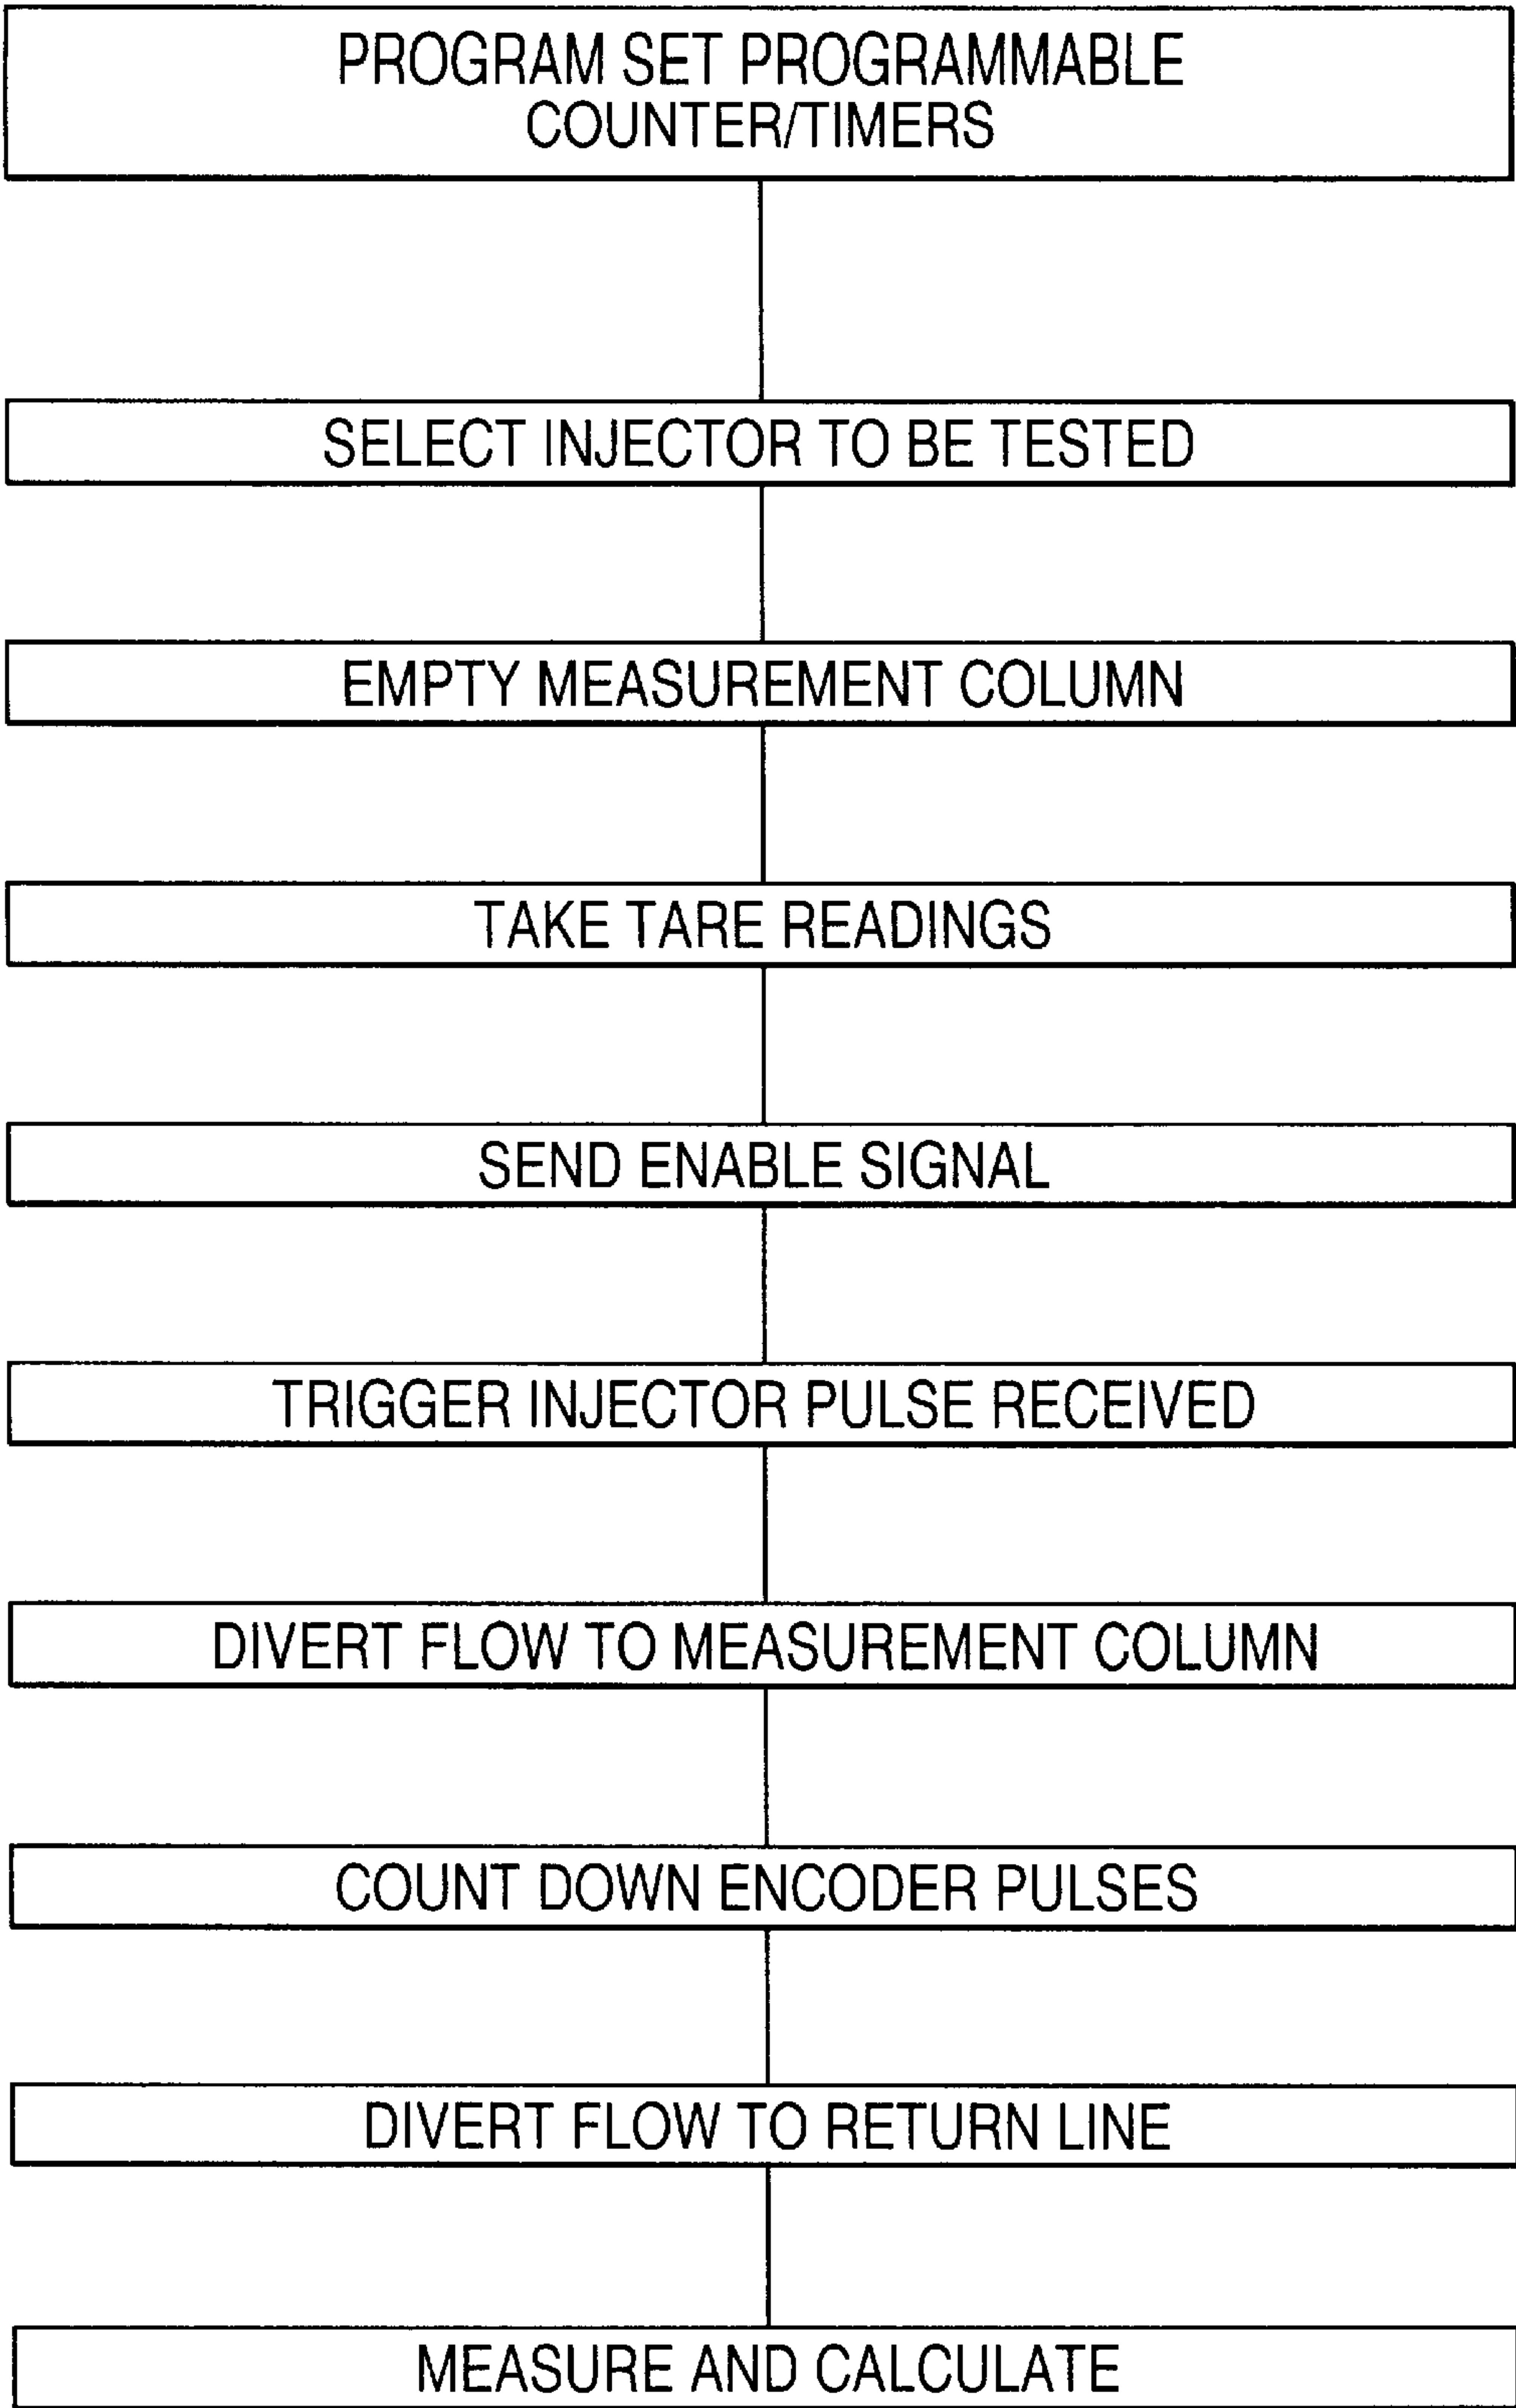 PROGRAM SET PROGRAMMABLE
COUNTER/TIMERS
SELECT INJECTOR TO BE TESTED
EMPTY MEASUREMENT COLUMN
TAKE TARE READINGS
SEND ENABLE SIGNAL
TRIGGER INJECTOR PULSE RECEIVED
DIVERT FLOW TO MEASUREMENT COLUMN
COUNT DOWN ENCODER PULSES
DIVERT FLOW TO RETURN LINE
MEASURE AND CALCULATE